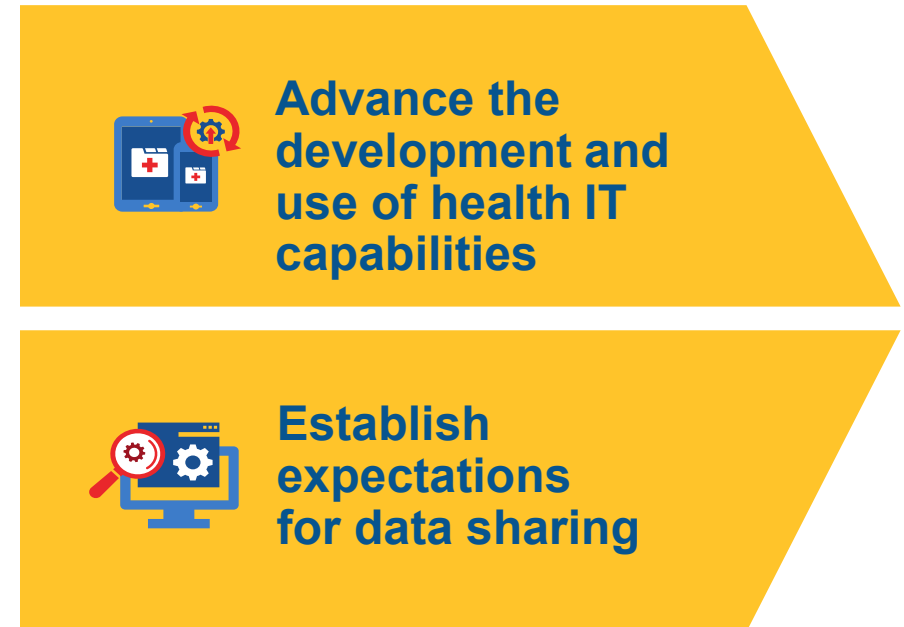 Advance the
development and
use of health IT
capabilities
Establish
expectations
for data sharing